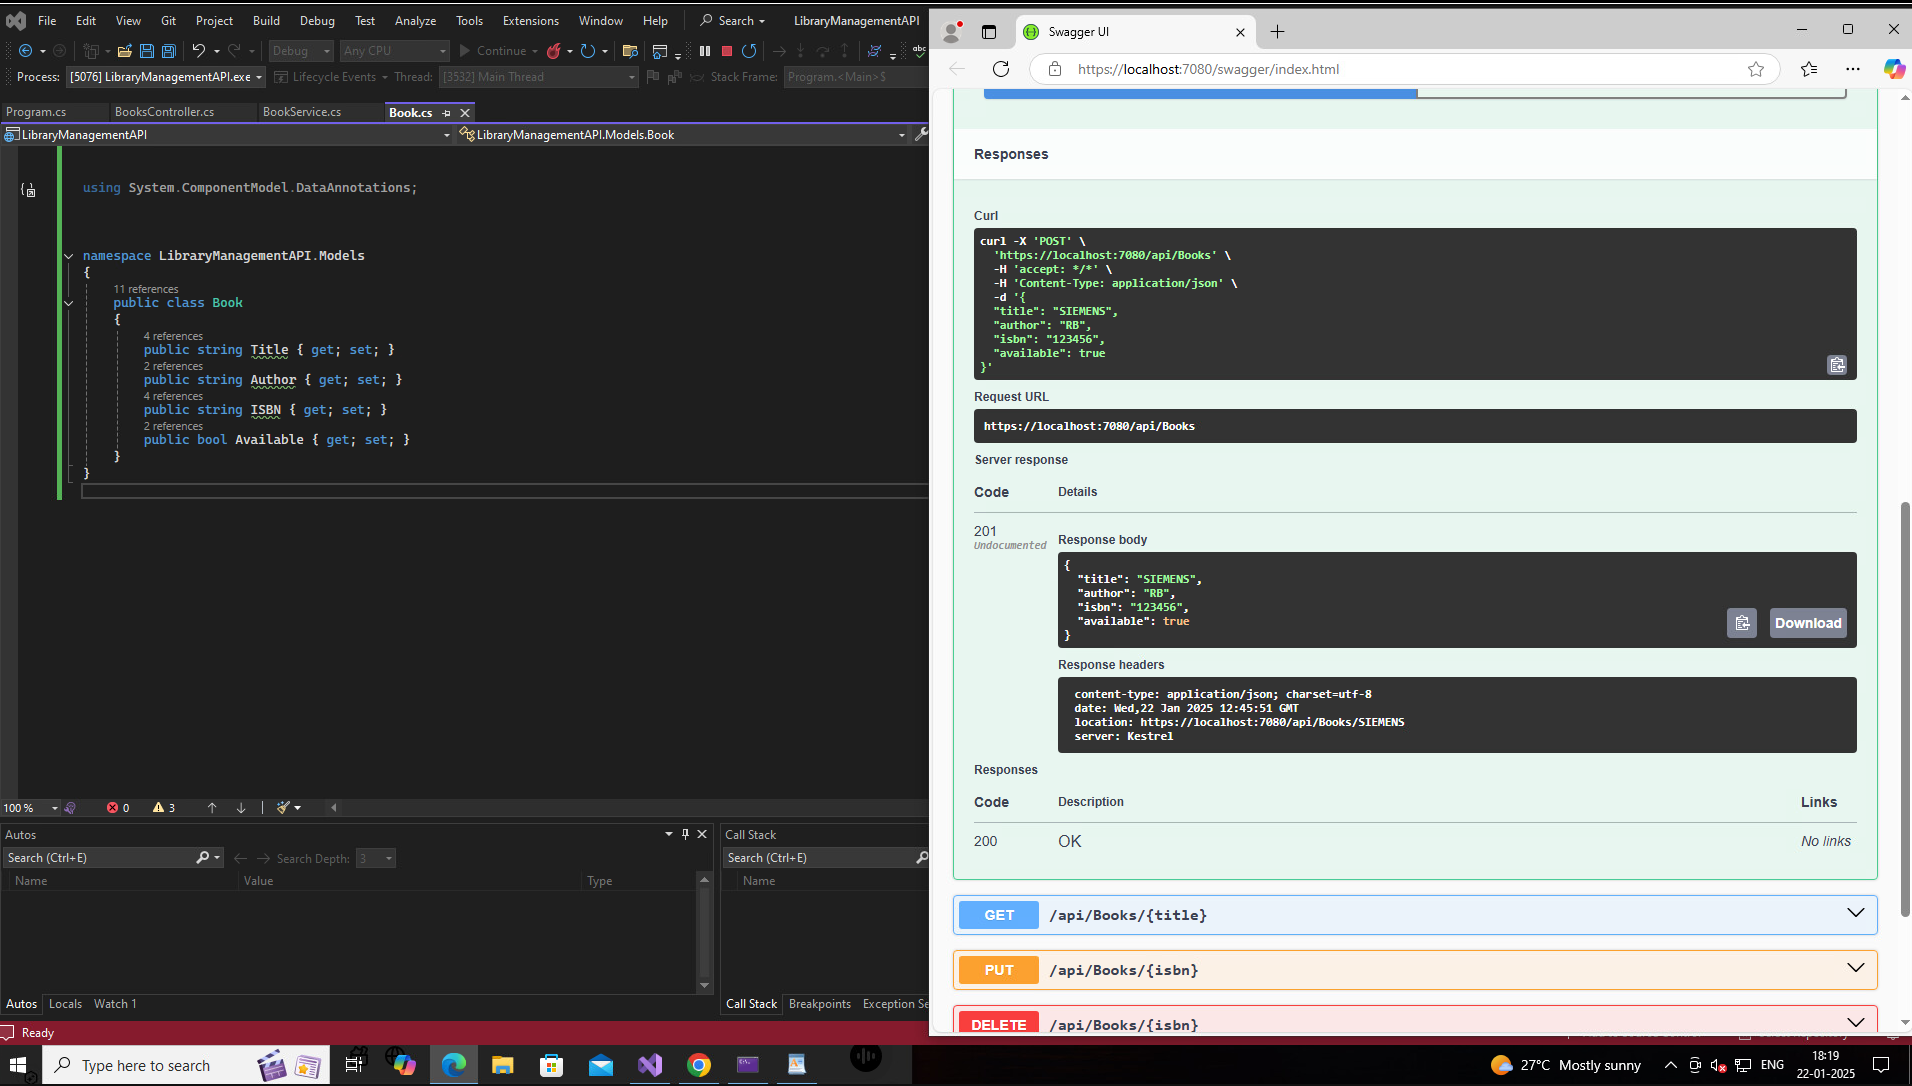 File Edit View Git Project Build Debug Test Analyze Tools Extensions Window Help Search LibraryManagementAPI
Debug Any CPU Continue
Process: [5076] LibraryManagementAPI.exe Lifecycle Events Thread: [3532] Main Thread Stack Frame: Program.<Main>$
Program.cs BooksController.cs BookService.cs Book.cs
LibraryManagementAPI LibraryManagementAPI.Models.Book
using System.ComponentModel.DataAnnotations;
namespace LibraryManagementAPI.Models
{
11 references
public class Book
{
4 references
public string Title { get; set; }
2 references
public string Author { get; set; }
4 references
public string ISBN { get; set; }
2 references
public bool Available { get; set; }
}
}
100 % 0 3
Autos
Search (Ctrl+E) Search Depth: 3
Name Value Type
Autos Locals Watch 1
Call Stack
Search (Ctrl+E)
Name
Call Stack Breakpoints Exception Se
Ready
Swagger UI
https://localhost:7080/swagger/index.html
Responses
Curl
curl -X 'POST' \
'https://localhost:7080/api/Books' \
-H 'accept: */*' \
-H 'Content-Type: application/json' \
-d '{
"title": "SIEMENS",
"author": "RB",
"isbn": "123456",
"available": true
}'
Request URL
https://localhost:7080/api/Books
Server response
Code Details
201
Undocumented
Response body
{
"title": "SIEMENS",
"author": "RB",
"isbn": "123456",
"available": true
}
Download
Response headers
content-type: application/json; charset=utf-8
date: Wed,22 Jan 2025 12:45:51 GMT
location: https://localhost:7080/api/Books/SIEMENS
server: Kestrel
Responses
Code Description Links
200 OK No links
GET /api/Books/{title}
PUT /api/Books/{isbn}
DELETE /api/Books/{isbn}
Type here to search
27°C Mostly sunny ENG
18:19
22-01-2025